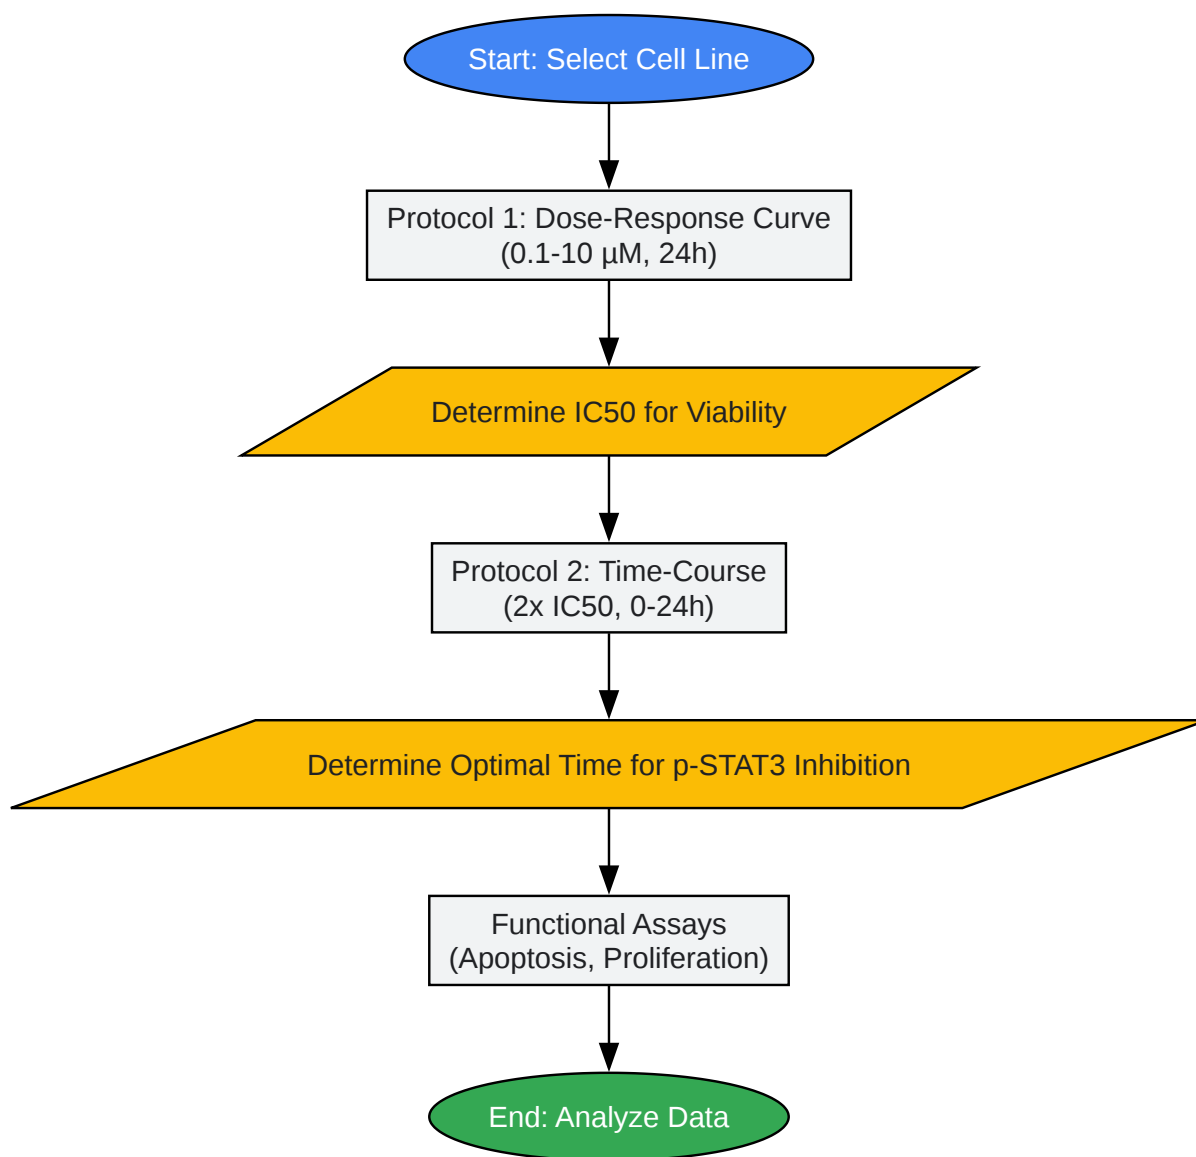 Start: Select Cell Line
Protocol 1: Dose-Response Curve
(0.1-10 µM, 24h)
Determine IC50 for Viability
Protocol 2: Time-Course
(2x IC50, 0-24h)
Determine Optimal Time for p-STAT3 Inhibition
Functional Assays
(Apoptosis, Proliferation)
End: Analyze Data